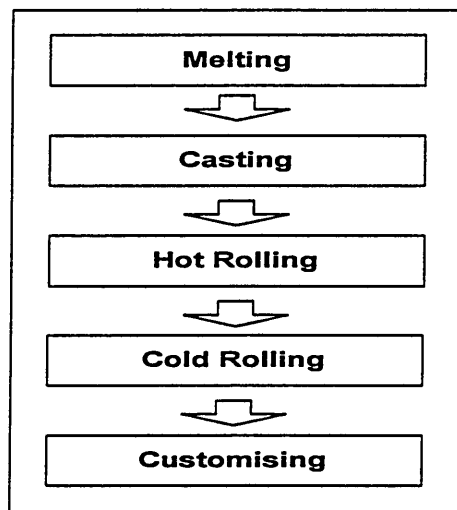 Melting
Casting
Hot Rolling
Cold Rolling
Customising